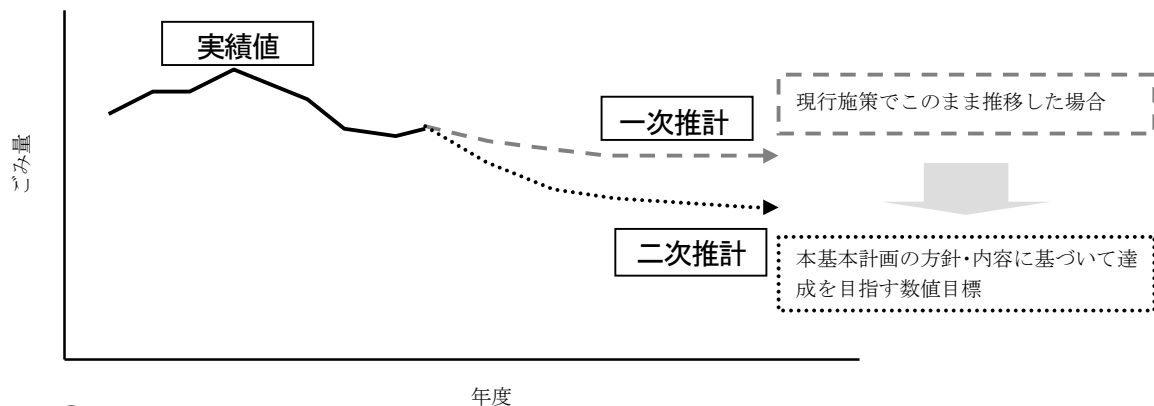 実績値
一次推計
現行施策でこのまま推移した場合
ごみ量
二次推計
本基本計画の方針・内容に基づいて達
成を目指す数値目標
年度